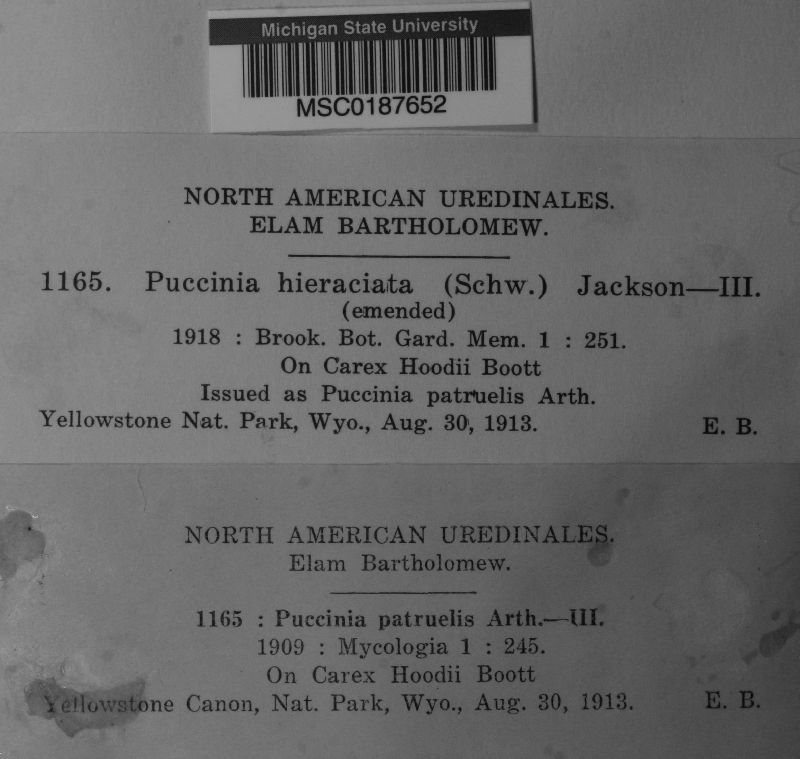 Michigan State University
MSC0187652
NORTH AMERICAN UREDINALES.
ELAM BARTHOLOMEW.
1165. Puccinia hieraciata (Schw.) Jackson—III.
(emended)
1918 : Brook. Bot. Gard. Mem. 1 : 251.
On Carex Hoodii Boott
Issued as Puccinia patruelis Arth.
Yellowstone Nat. Park, Wyo., Aug. 30, 1913. E. B.
NORTH AMERICAN UREDINALES.
Elam Bartholomew.
1165 : Puccinia patruelis Arth.—III.
1909 : Mycologia 1 : 245.
On Carex Hoodii Boott
Yellowstone Canon, Nat. Park, Wyo., Aug. 30, 1913. E. B.